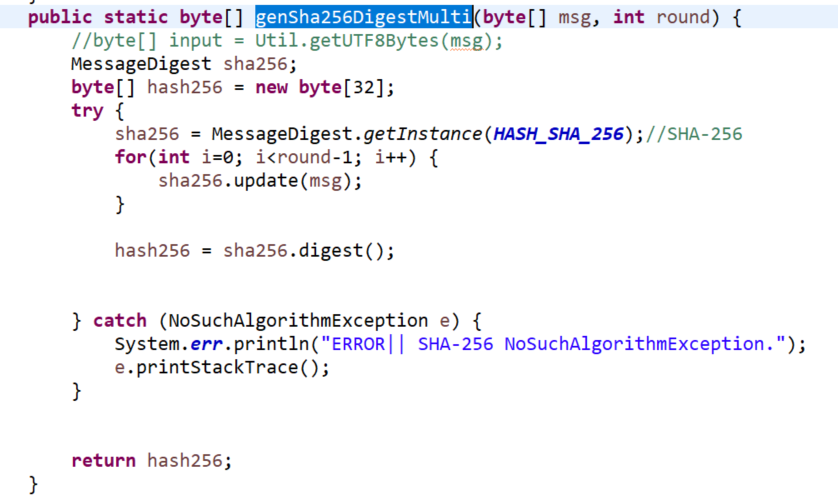 public static byte[] genSha256DigestMulti(byte[] msg, int round) {
//byte[] input = Util.getUTF8Bytes(msg);
MessageDigest sha256;
byte[] hash256 = new byte[32];
try {
sha256 = MessageDigest.getInstance(HASH_SHA_256);//SHA-256
for(int i=0; i<round-1; i++) {
sha256.update(msg);
}
hash256 = sha256.digest();
} catch (NoSuchAlgorithmException e) {
System.err.println("ERROR|| SHA-256 NoSuchAlgorithmException.");
e.printStackTrace();
}
return hash256;
}